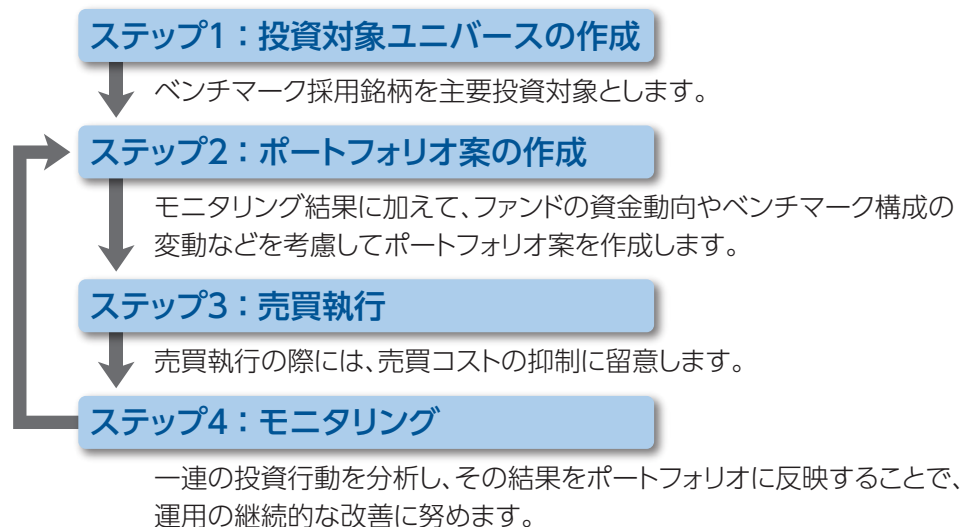 ステップ1：投資対象ユニバースの作成
ベンチマーク採用銘柄を主要投資対象とします。
ステップ2：ポートフォリオ案の作成
モニタリング結果に加えて、ファンドの資金動向やベンチマーク構成の
変動などを考慮してポートフォリオ案を作成します。
ステップ3：売買執行
売買執行の際には、売買コストの抑制に留意します。
ステップ4：モニタリング
一連の投資行動を分析し、その結果をポートフォリオに反映することで、
運用の継続的な改善に努めます。